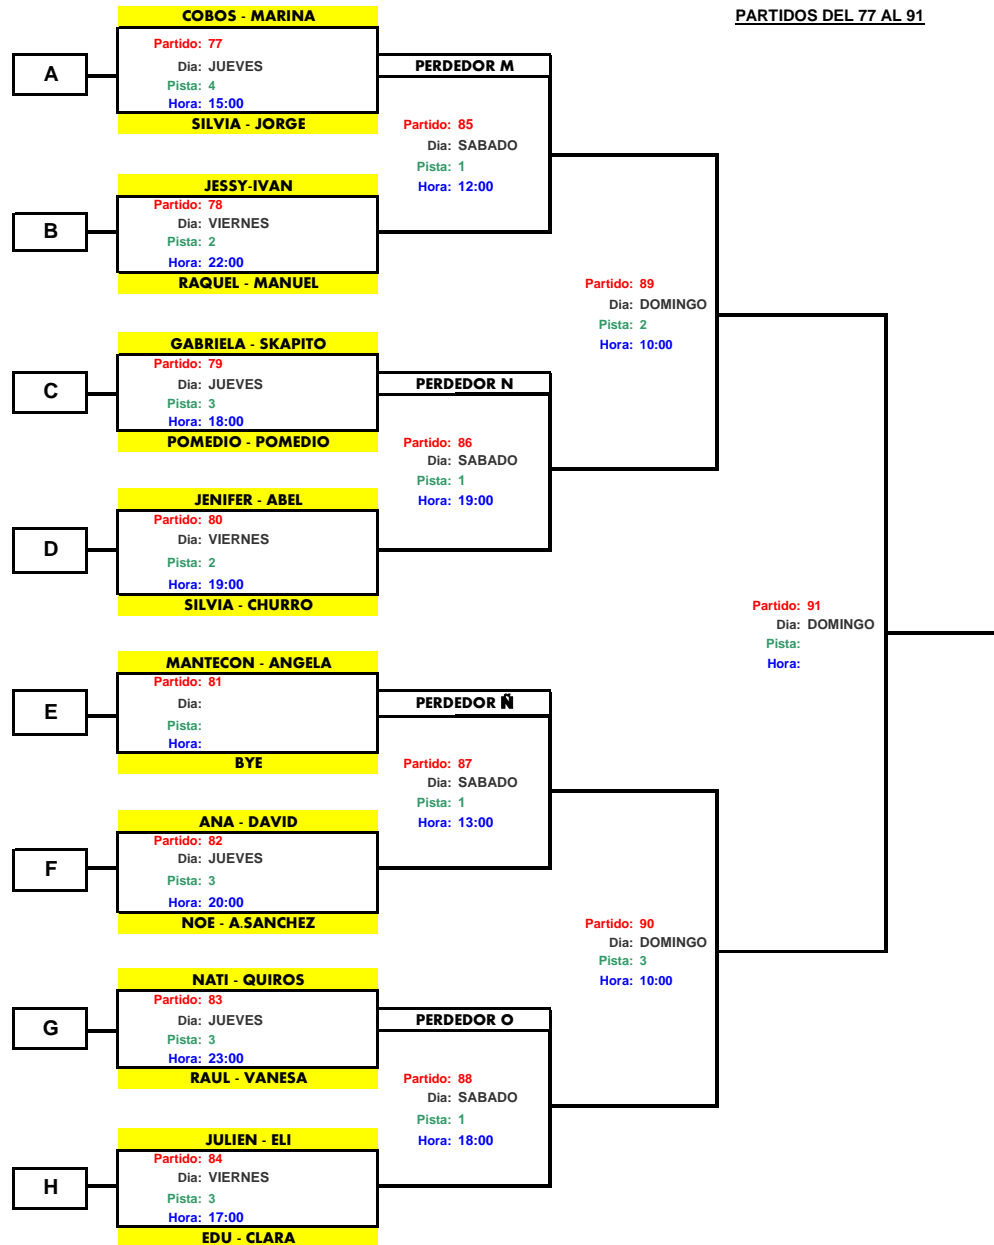 PARTIDOS DEL 77 AL 91
COBOS - MARINA
Partido: 77
A
Dia: JUEVES
Pista: 4
Hora: 15:00
SILVIA - JORGE
PERDEDOR M
Partido: 85
Dia: SABADO
Pista: 1
Hora: 12:00
JESSY-IVAN
Partido: 78
B
Dia: VIERNES
Pista: 2
Hora: 22:00
RAQUEL - MANUEL
Partido: 89
Dia: DOMINGO
Pista: 2
Hora: 10:00
GABRIELA - SKAPITO
Partido: 79
C
Dia: JUEVES
Pista: 3
Hora: 18:00
POMEDIO - POMEDIO
PERDEDOR N
Partido: 86
Dia: SABADO
Pista: 1
Hora: 19:00
JENIFER - ABEL
Partido: 80
D
Dia: VIERNES
Pista: 2
Hora: 19:00
SILVIA - CHURRO
Partido: 91
Dia: DOMINGO
Pista:
Hora:
MANTECON - ANGELA
Partido: 81
E
Dia:
Pista:
Hora:
BYE
PERDEDOR Ñ
Partido: 87
Dia: SABADO
Pista: 1
Hora: 13:00
ANA - DAVID
Partido: 82
F
Dia: JUEVES
Pista: 3
Hora: 20:00
NOE - A.SANCHEZ
Partido: 90
Dia: DOMINGO
Pista: 3
Hora: 10:00
NATI - QUIROS
Partido: 83
G
Dia: JUEVES
Pista: 3
Hora: 23:00
RAUL - VANESA
PERDEDOR O
Partido: 88
Dia: SABADO
Pista: 1
Hora: 18:00
JULIEN - ELI
Partido: 84
H
Dia: VIERNES
Pista: 3
Hora: 17:00
EDU - CLARA